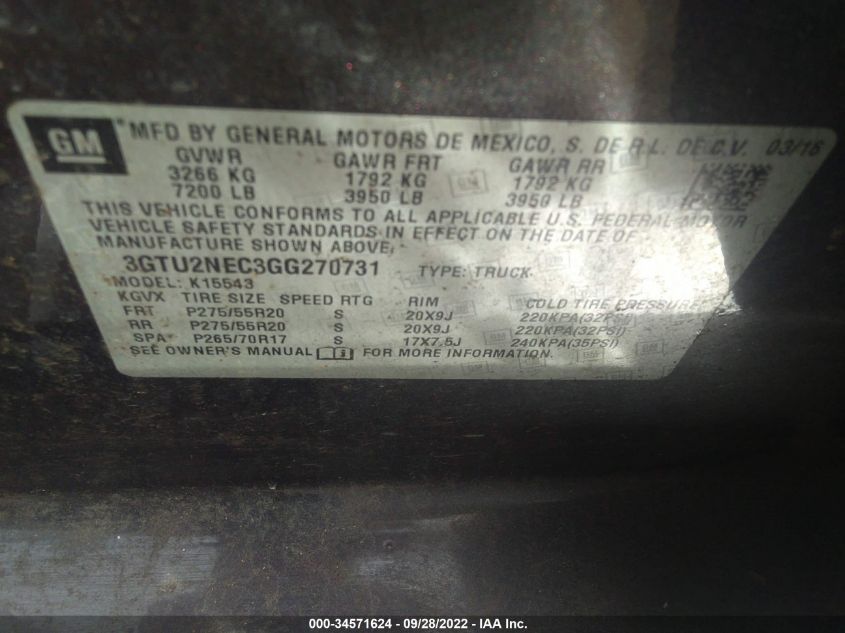 GM MFD BY GENERAL MOTORS DE MEXICO, S. DE R.L. DE C.V. 03/16
GVWR GAWR FRT GAWR RR
3266 KG 1792 KG GM 1792 KG
7200 LB 3950 LB 3950 LB
THIS VEHICLE CONFORMS TO ALL APPLICABLE U.S. FEDERAL MOTOR
VEHICLE SAFETY STANDARDS IN EFFECT ON THE DATE OF
MANUFACTURE SHOWN ABOVE.
3GTU2NEC3GG270731 TYPE: TRUCK
MODEL: K15543
KGVX TIRE SIZE SPEED RTG RIM COLD TIRE PRESSURE
FRT P275/55R20 S 20X9J 220KPA(32PSI)
RR P275/55R20 S 20X9J 220KPA(32PSI)
SPA P265/70R17 S 17X7.5J 240KPA(35PSI)
SEE OWNER'S MANUAL FOR MORE INFORMATION.
000-34571624 - 09/28/2022 - IAA Inc.